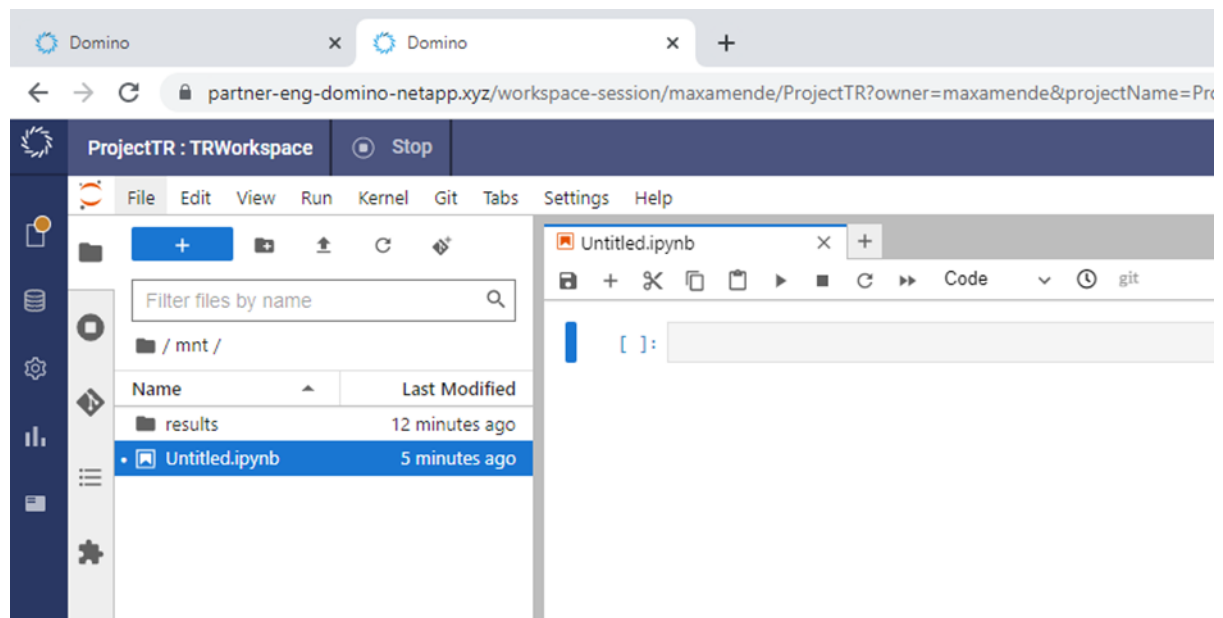 Domino
Domino
partner-eng-domino-netapp.xyz/workspace-session/maxamende/ProjectTR?owner=maxamende&projectName=Pro
ProjectTR : TRWorkspace Stop
File Edit View Run Kernel Git Tabs Settings Help
Untitled.ipynb
Code git
Filter files by name
/ mnt /
[ ]:
Name Last Modified
results 12 minutes ago
Untitled.ipynb 5 minutes ago